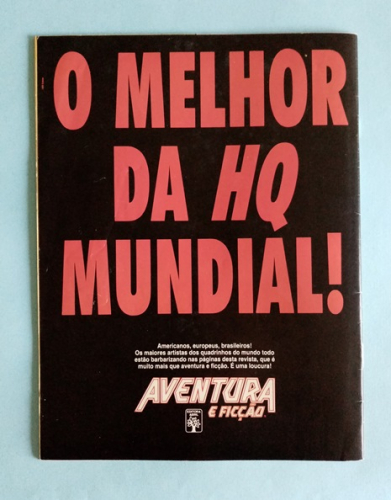 O MELHOR
DA HQ
MUNDIAL!
Americanos, europeus, brasileiros!
Os maiores artistas dos quadrinhos do mundo todo
estão barbarizando nas páginas desta revista, que é
muito mais que aventura e ficção. É uma loucura!
AVENTURA
E FICÇÃO